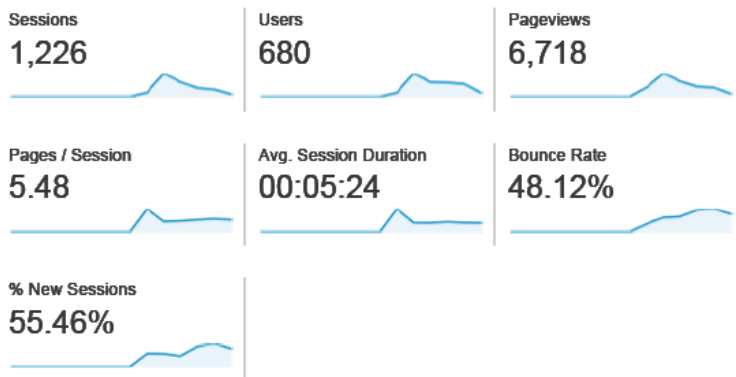 Sessions
1,226
Users
680
Pageviews
6,718
Pages / Session
5.48
Avg. Session Duration
00:05:24
Bounce Rate
48.12%
% New Sessions
55.46%